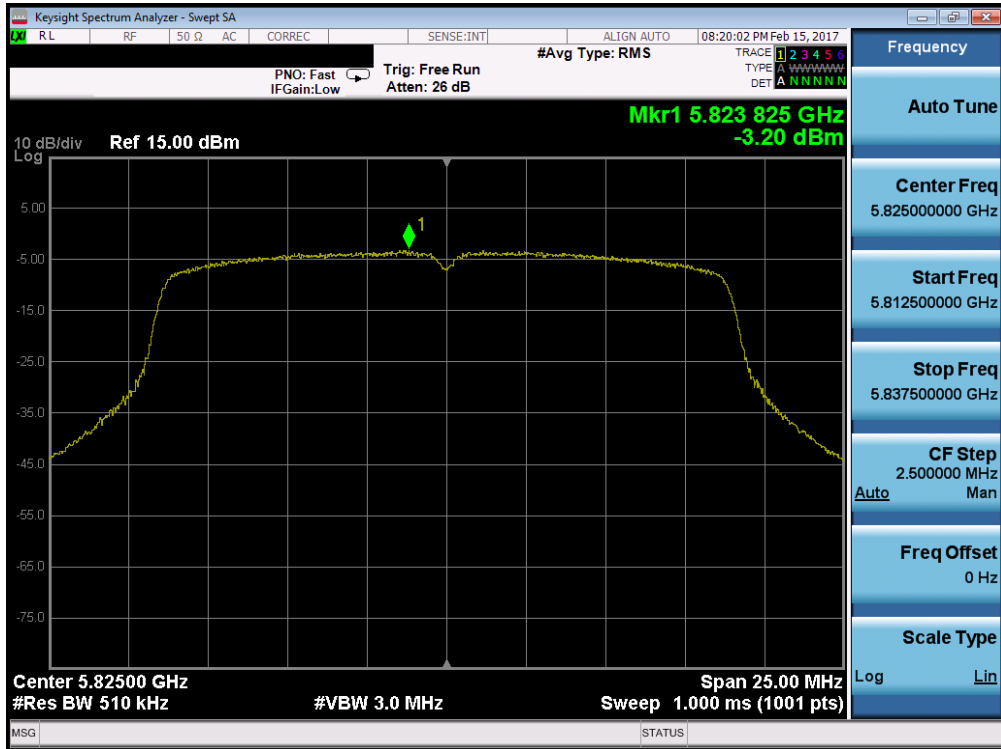 Keysight Spectrum Analyzer - Swept SA
LXI RL RF 50 Ω AC CORREC SENSE:INT ALIGN AUTO 08:20:02 PM Feb 15, 2017
#Avg Type: RMS
TRACE 1 2 3 4 5 6
TYPE A WWWWW
DET A N N N N N
PNO: Fast
IFGain:Low
Trig: Free Run
Atten: 26 dB
Mkr1 5.823 825 GHz
-3.20 dBm
10 dB/div
Log
Ref 15.00 dBm
1
5.00
-5.00
-15.0
-25.0
-35.0
-45.0
-55.0
-65.0
-75.0
Center 5.82500 GHz
Span 25.00 MHz
#Res BW 510 kHz
#VBW 3.0 MHz
Sweep 1.000 ms (1001 pts)
MSG
STATUS
Frequency
Auto Tune
Center Freq
5.825000000 GHz
Start Freq
5.812500000 GHz
Stop Freq
5.837500000 GHz
CF Step
2.500000 MHz
Auto Man
Freq Offset
0 Hz
Scale Type
Log Lin